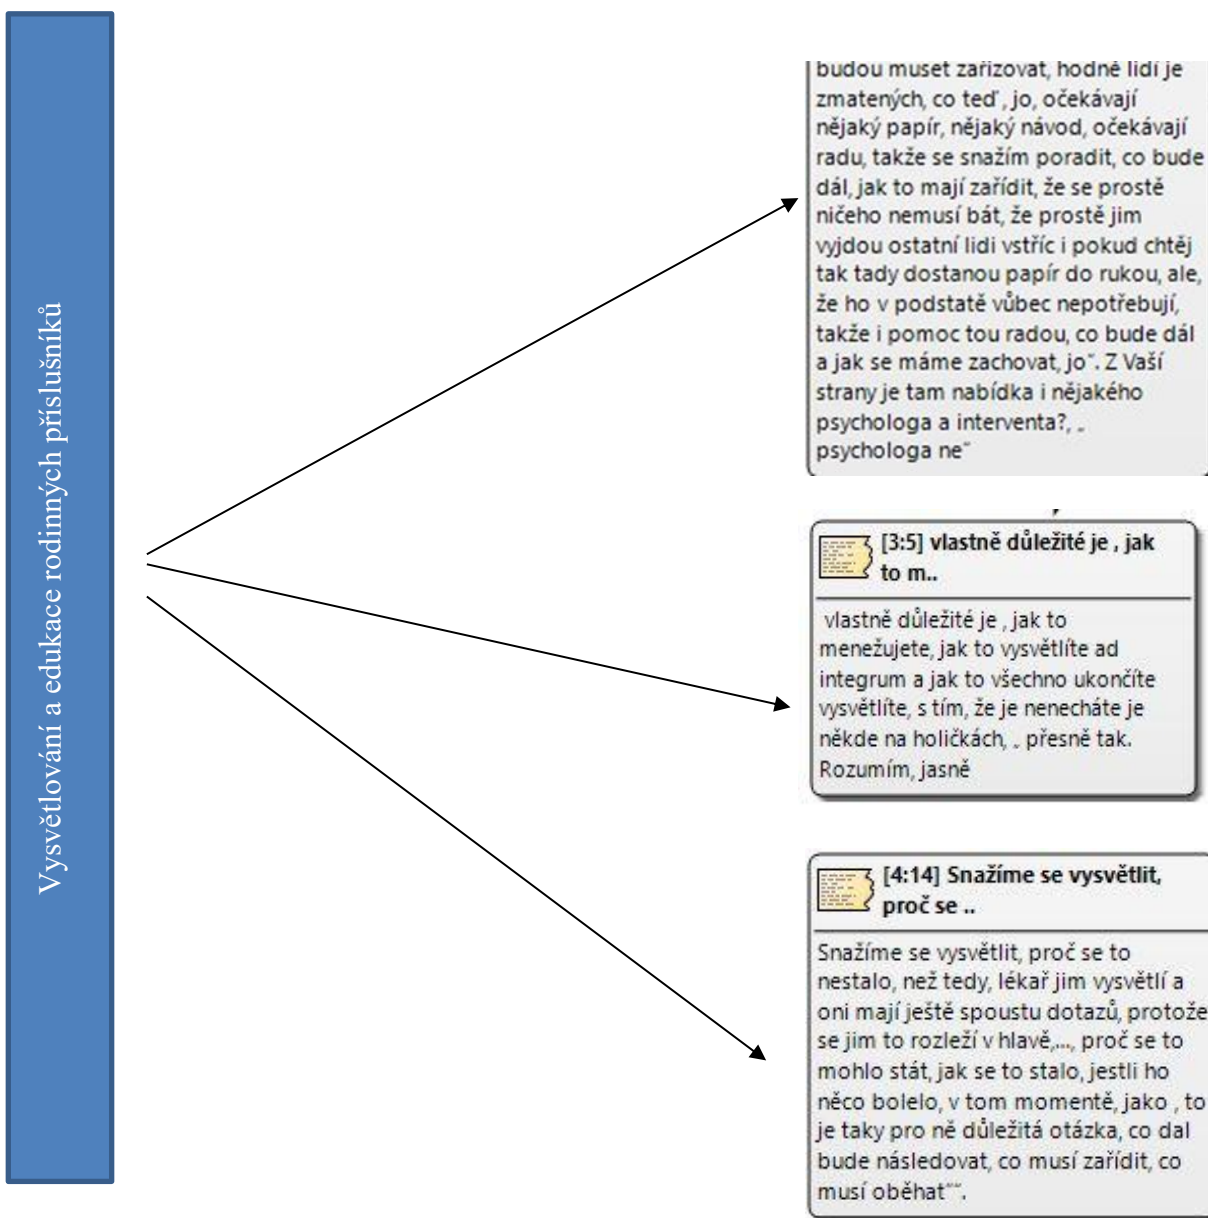 Vysvětlování a edukace rodinných příslušníků
budou muset zařizovat, hodně lidí je
zmatených, co teď , jo, očekávají
nějaký papír, nějaký návod, očekávají
radu, takže se snažím poradit, co bude
dál, jak to mají zařídit, že se prostě
ničeho nemusí bát, že prostě jim
vyjdou ostatní lidi vstříc i pokud chtěj
tak tady dostanou papír do rukou, ale,
že ho v podstatě vůbec nepotřebují,
takže i pomoc tou radou, co bude dál
a jak se máme zachovat, jo˝. Z Vaší
strany je tam nabídka i nějakého
psychologa a interventa?, „
psychologa ne˝
[3:5] vlastně důležité je , jak
to m..
vlastně důležité je , jak to
menežujete, jak to vysvětlíte ad
integrum a jak to všechno ukončíte
vysvětlíte, s tím, že je nenecháte je
někde na holičkách, „ přesně tak.
Rozumím, jasně
[4:14] Snažíme se vysvětlit,
proč se ..
Snažíme se vysvětlit, proč se to
nestalo, než tedy, lékař jim vysvětlí a
oni mají ještě spoustu dotazů, protože
se jim to rozleží v hlavě,..., proč se to
mohlo stát, jak se to stalo, jestli ho
něco bolelo, v tom momentě, jako , to
je taky pro ně důležitá otázka, co dal
bude následovat, co musí zařídit, co
musí oběhat˝˝.